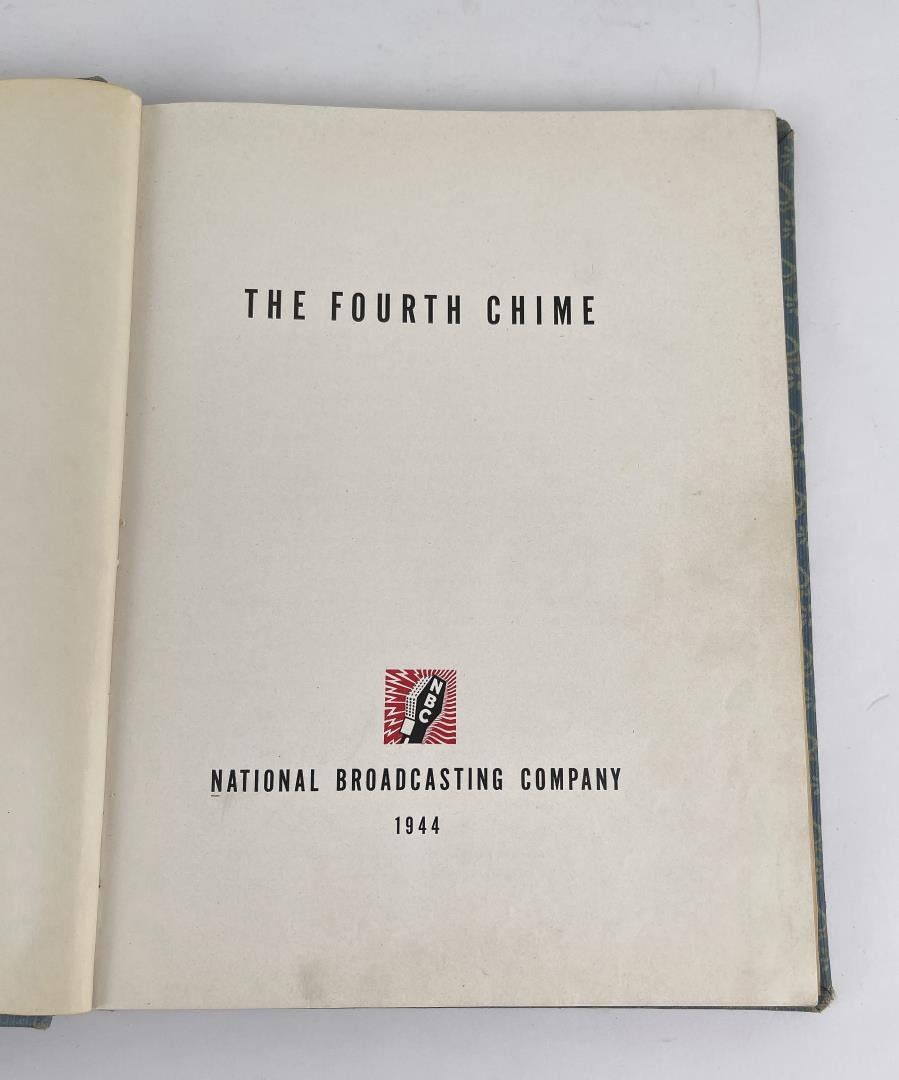 THE FOURTH CHIME
NBC
NATIONAL BROADCASTING COMPANY
1944